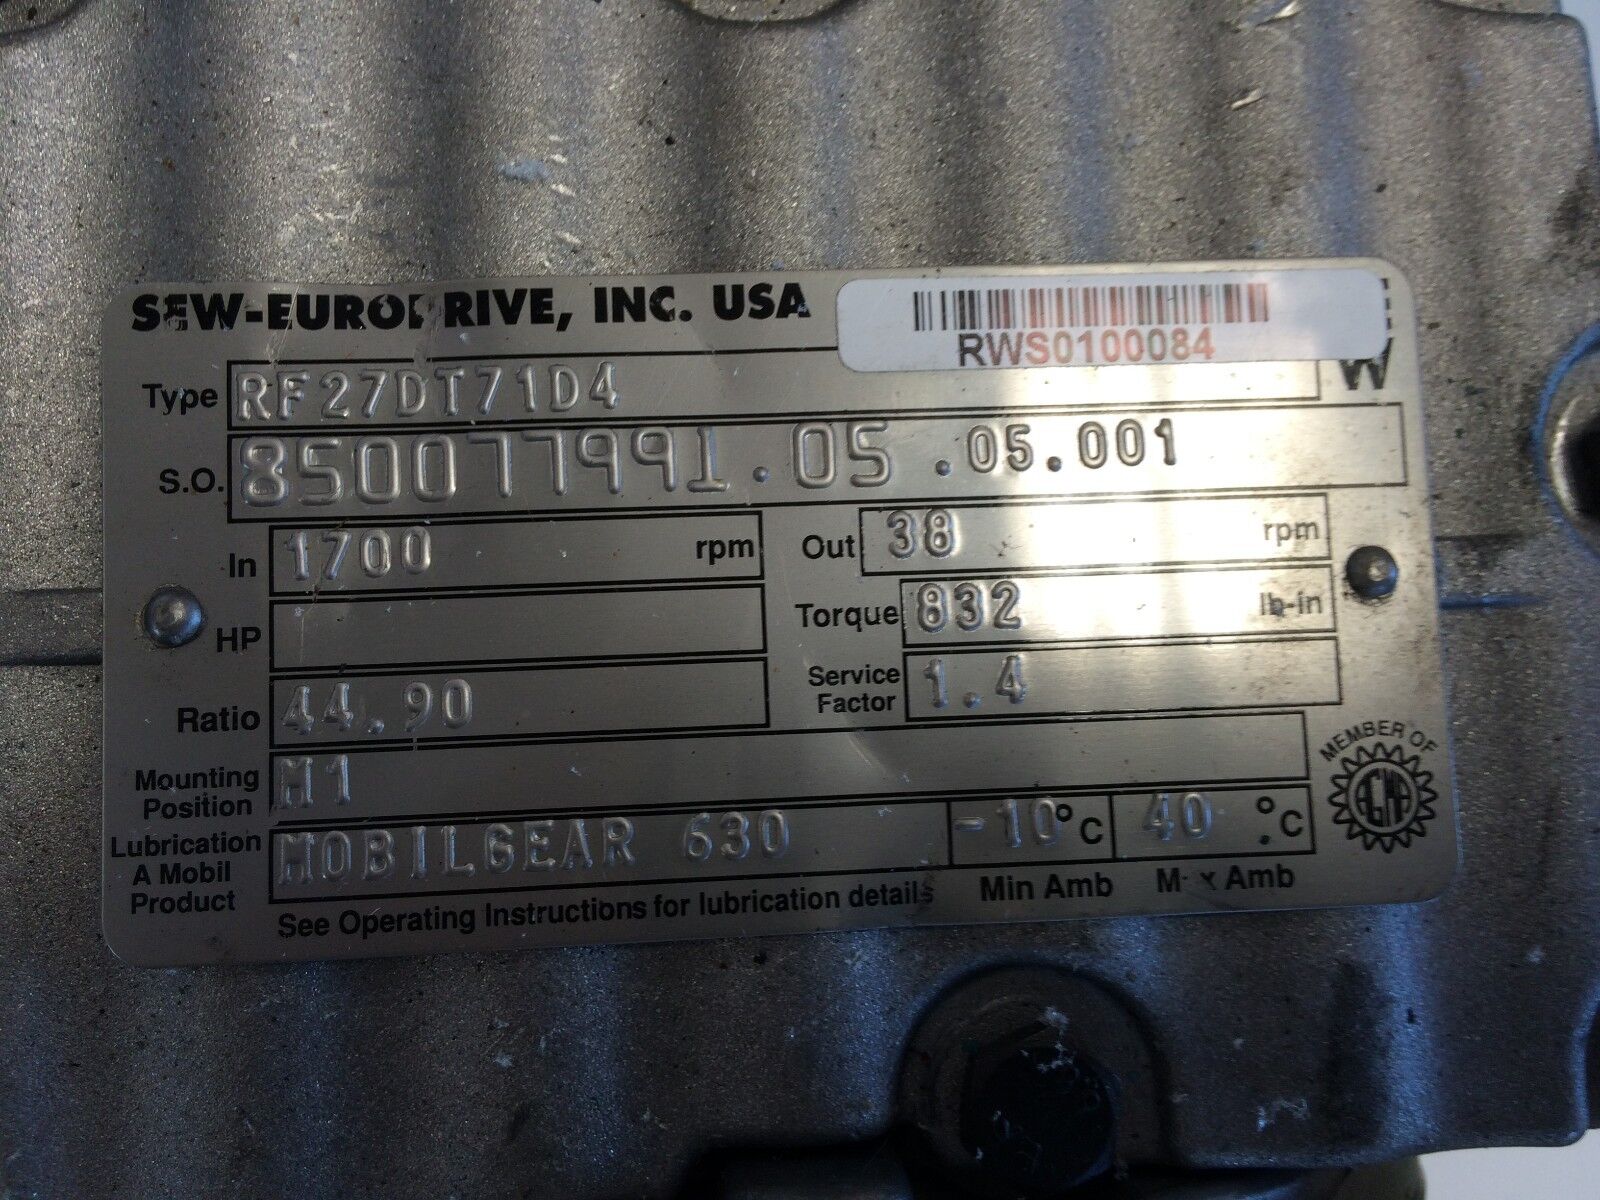 SEW-EURODRIVE, INC. USA
RWS0100084
Type RF27DT71D4
W
S.O. 850077991.05 .05.001
In 1700 rpm Out 38 rpm
HP Torque 832 lb-in
Ratio 44.90 Service Factor 1.4
Mounting Position M1
MEMBER OF
AGMA
Lubrication A Mobil Product MOBILGEAR 630 -10 °C 40 °C
Min Amb Max Amb
See Operating Instructions for lubrication details